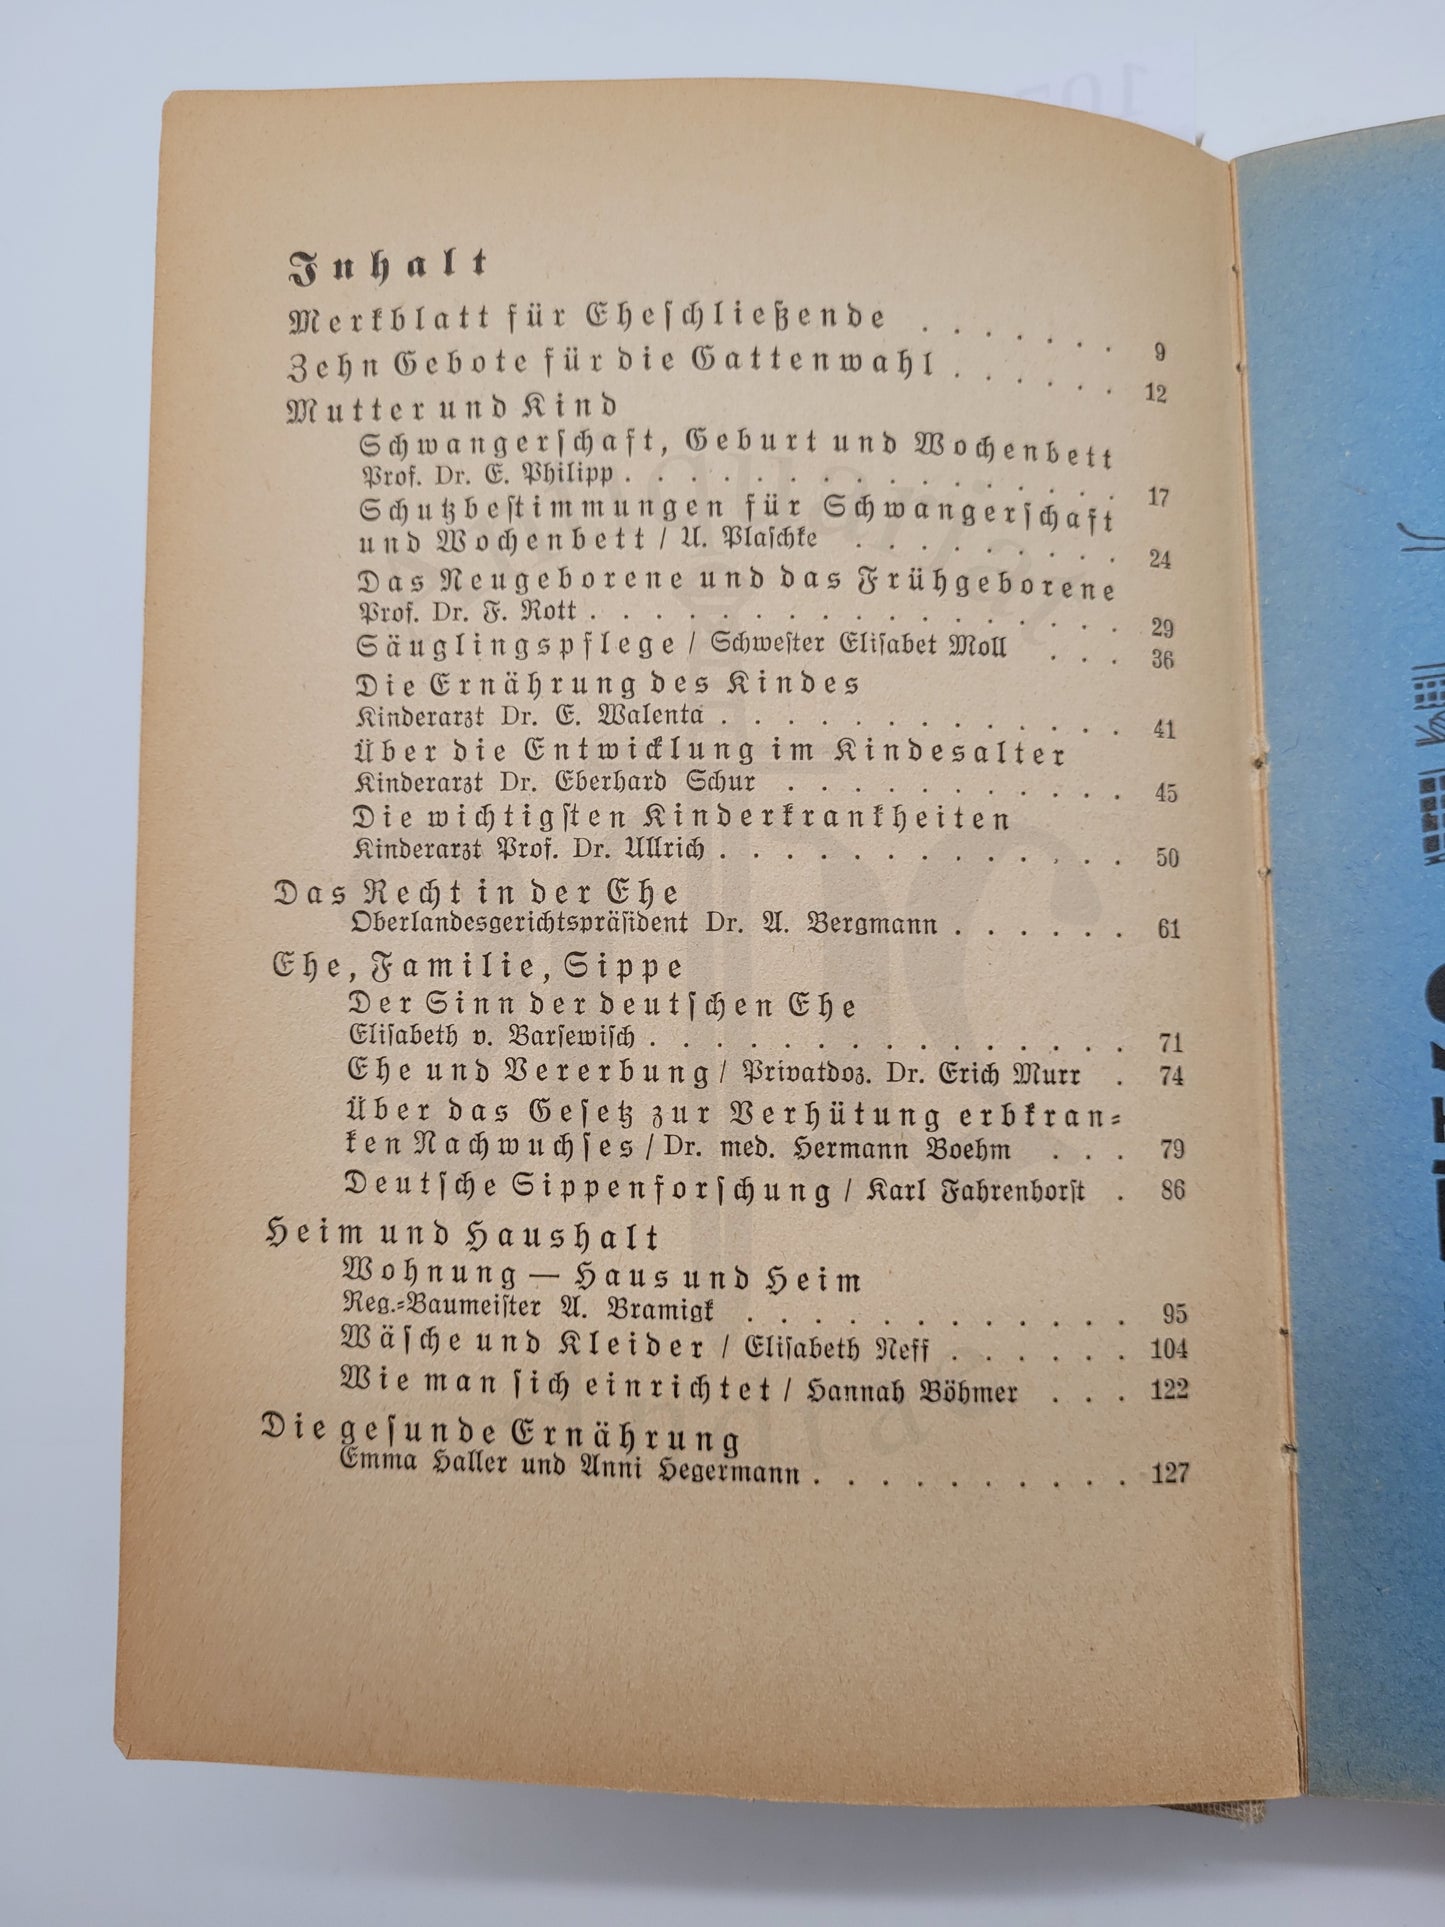 Inhalt
Merkblatt für Eheschließende . . . . . . . 9
Zehn Gebote für die Gattenwahl . . . . . . 12
Mutter und Kind
Schwangerschaft, Geburt und Wochenbett
Prof. Dr. E. Philipp . . . . . . . . . . . . . . . 17
Schutzbestimmungen für Schwangerschaft
und Wochenbett / A. Plaschke . . . . . . . . 24
Das Neugeborene und das Frühgeborene
Prof. Dr. F. Rott . . . . . . . . . . . . . . . . 29
Säuglingspflege / Schwester Elisabet Moll . . . 36
Die Ernährung des Kindes
Kinderarzt Dr. E. Walenta . . . . . . . . . . . . . 41
Über die Entwicklung im Kindesalter
Kinderarzt Dr. Eberhard Schur . . . . . . . . . . . 45
Die wichtigsten Kinderkrankheiten
Kinderarzt Prof. Dr. Ullrich . . . . . . . . . . . . . 50
Das Recht in der Ehe
Oberlandesgerichtspräsident Dr. A. Bergmann . . . . . . 61
Ehe, Familie, Sippe
Der Sinn der deutschen Ehe
Elisabeth v. Barsewisch . . . . . . . . . . . . . . . 71
Ehe und Vererbung / Privatdoz. Dr. Erich Murr . 74
Über das Gesetz zur Verhütung erbkran-
ken Nachwuchses / Dr. med. Hermann Boehm . . . 79
Deutsche Sippenforschung / Karl Fahrenhorst . 86
Heim und Haushalt
Wohnung — Haus und Heim
Reg.-Baumeister A. Bramigk . . . . . . . . . . . . 95
Wäsche und Kleider / Elisabeth Neff . . . . . . 104
Wie man sich einrichtet / Hannah Böhmer . . . 122
Die gesunde Ernährung
Emma Haller und Anni Hegermann . . . . . . . . . . 127